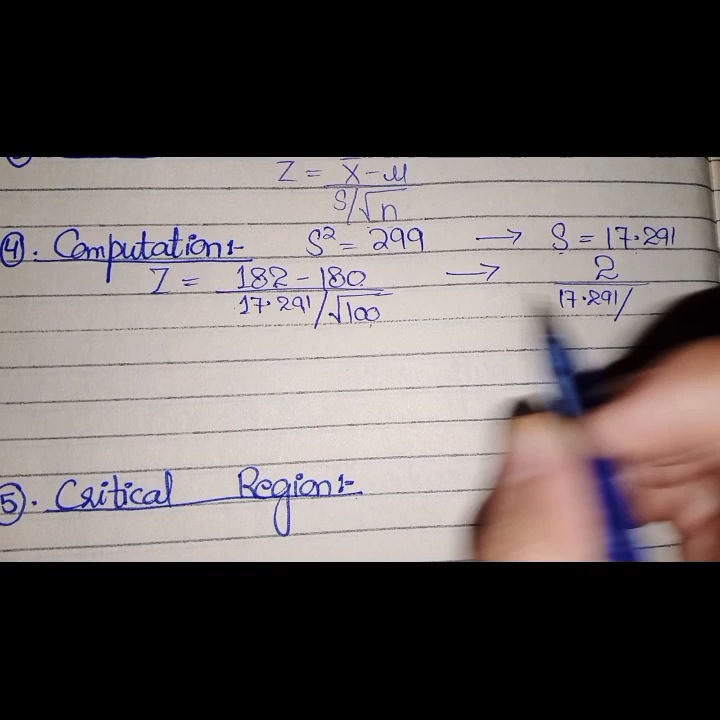 Z = X̄-μ
S/√n
4. Computation:- S² = 299 → S = 17.291
Z = 182-180 → 2
17.291/√100 17.291/
5. Critical Region:-